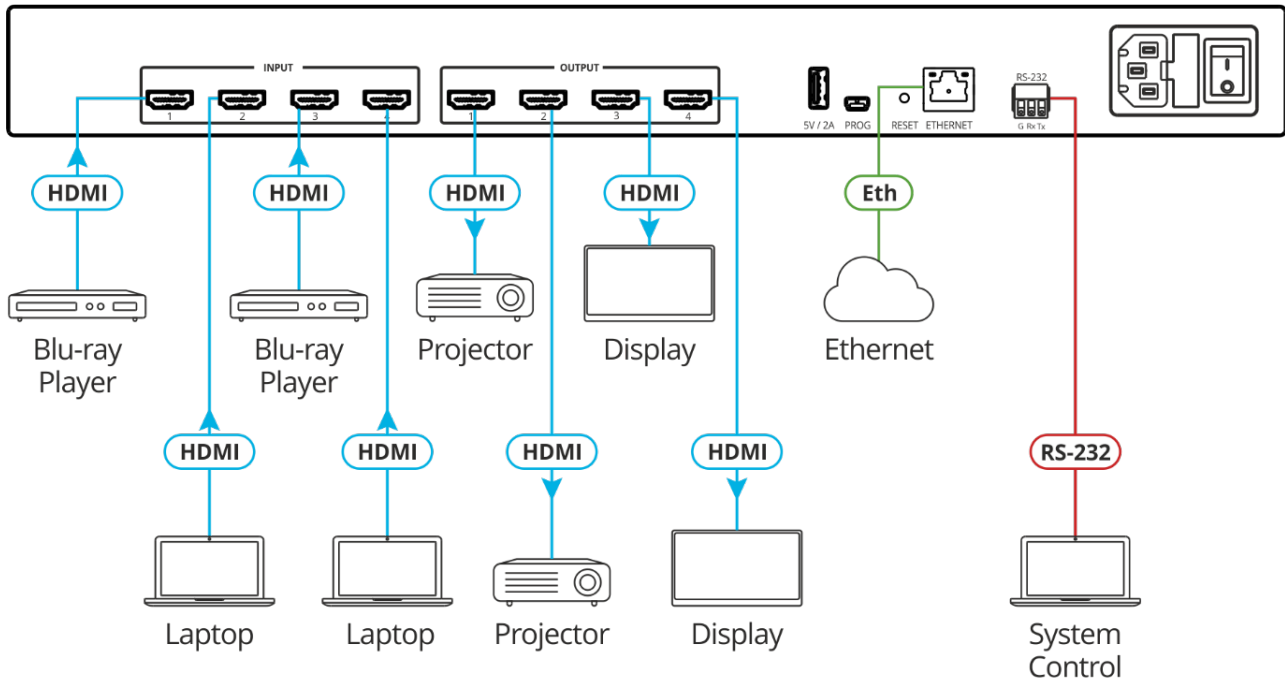 INPUT
OUTPUT
RS-232
1
2
3
4
1
2
3
4
5V / 2A
PROG
RESET
ETHERNET
G Rx Tx
HDMI
HDMI
HDMI
HDMI
Eth
Blu-ray
Player
Blu-ray
Player
Projector
Display
Ethernet
HDMI
HDMI
HDMI
HDMI
RS-232
Laptop
Laptop
Projector
Display
System
Control